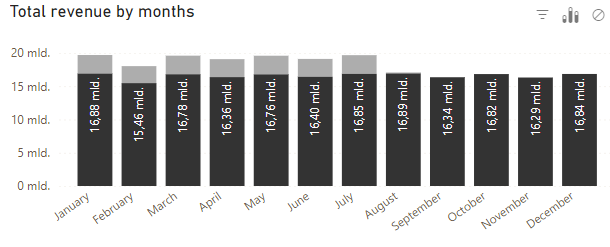 Total revenue by months
20 mld.
15 mld.
10 mld.
5 mld.
0 mld.
16,88 mld.
15,46 mld.
16,78 mld.
16,36 mld.
16,76 mld.
16,40 mld.
16,85 mld.
16,89 mld.
16,34 mld.
16,82 mld.
16,29 mld.
16,84 mld.
January
February
March
April
May
June
July
August
September
October
November
December